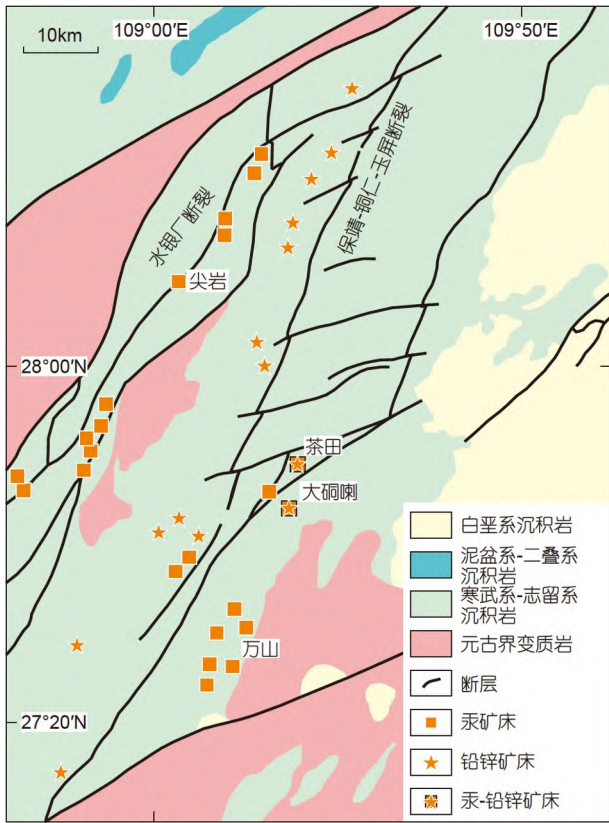 10km
109°00′E
109°50′E
水银厂断裂
保靖-铜仁-玉屏断裂
尖岩
28°00′N
茶田
大硐喇
万山
27°20′N
白垩系沉积岩
泥盆系-二叠系
沉积岩
寒武系-志留系
沉积岩
元古界变质岩
断层
汞矿床
铅锌矿床
汞-铅锌矿床